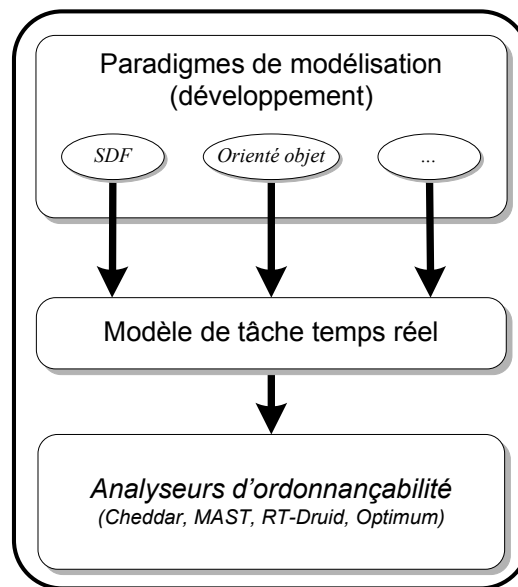 Paradigmes de modélisation
(développement)
SDF
Orienté objet
...
Modèle de tâche temps réel
Analyseurs d'ordonnançabilité
(Cheddar, MAST, RT-Druid, Optimum)